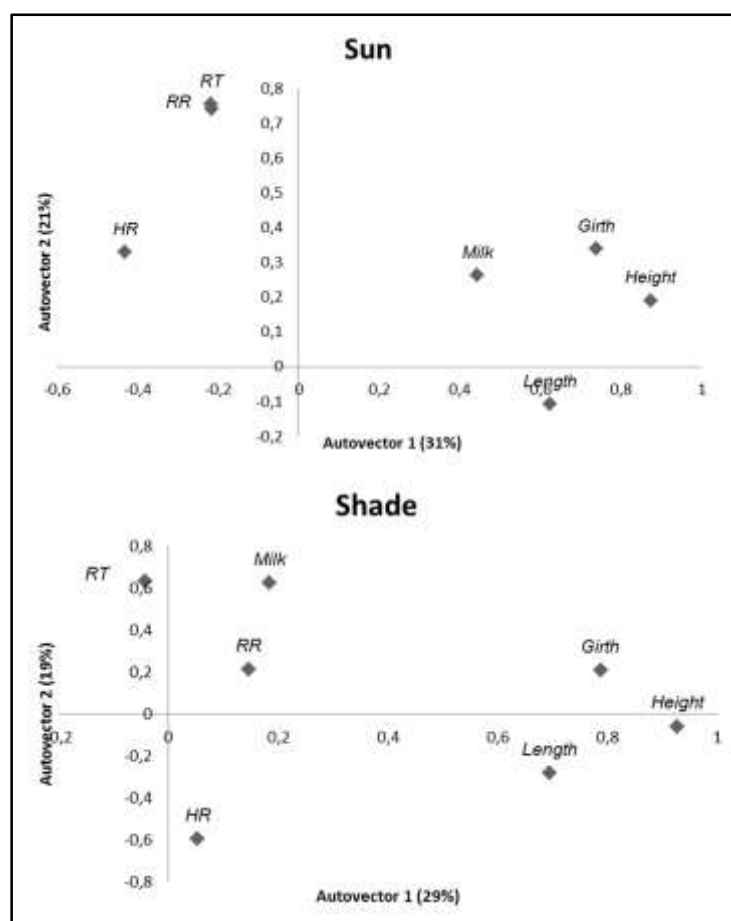 Sun
RT
RR
0,8
0,7
0,6
0,5
0,4
0,3
0,2
0,1
0
-0,1
-0,2
HR
Milk
Girth
Height
Length
-0,6
-0,4
-0,2
0
0,2
0,4
0,6
0,8
1
Autovector 2 (21%)
Autovector 1 (31%)
Shade
0,8
0,6
0,4
0,2
0
-0,2
-0,4
-0,6
-0,8
RT
Milk
RR
Girth
Height
Length
HR
0,2
0
0,2
0,4
0,6
0,8
1
Autovector 2 (19%)
Autovector 1 (29%)